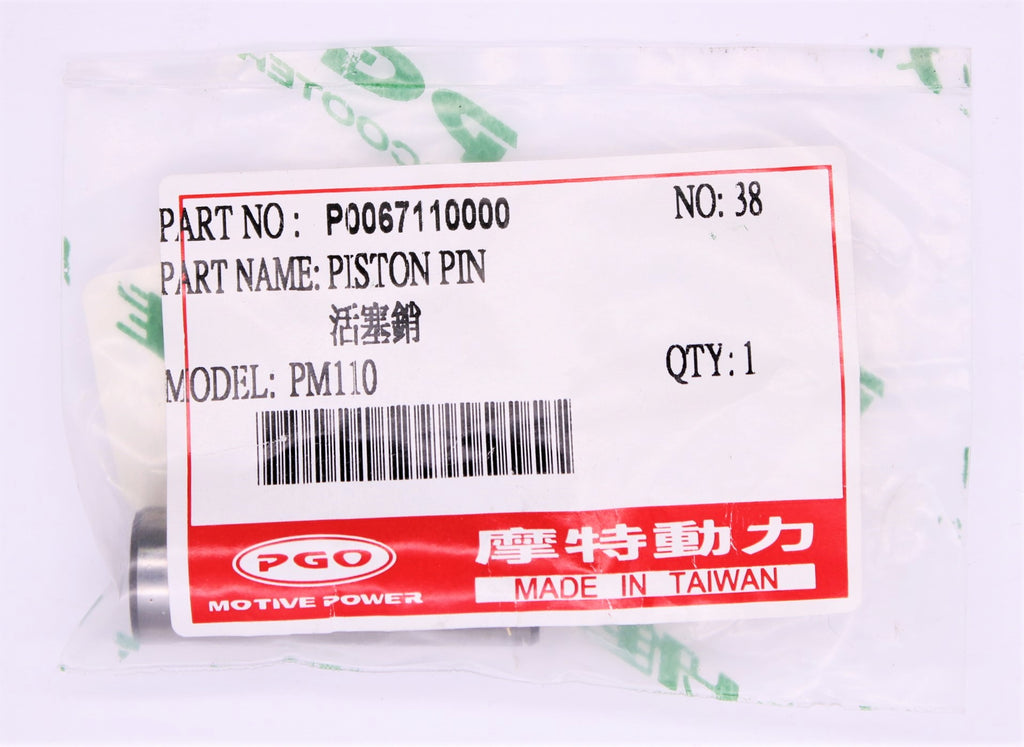 COOTER
PART NO: P0067110000 NO: 38
PART NAME: PISTON PIN
活塞銷
MODEL: PM110 QTY: 1
PGO
MOTIVE POWER
摩特動力
MADE IN TAIWAN